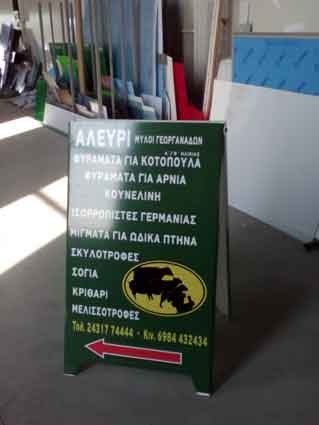 ΑΛΕΥΡΙ ΜΥΛΟΙ ΓΕΩΡΓΑΝΑΔΩΝ
ΦΥΡΑΜΑΤΑ ΓΙΑ ΚΟΤΟΠΟΥΛΑ
ΦΥΡΑΜΑΤΑ ΓΙΑ ΑΡΝΙΑ
ΚΟΥΝΕΛΙΝΗ
ΙΣΟΡΡΟΠΙΣΤΕΣ ΓΕΡΜΑΝΙΑΣ
ΜΙΓΜΑΤΑ ΓΙΑ ΩΔΙΚΑ ΠΤΗΝΑ
ΣΚΥΛΟΤΡΟΦΕΣ
ΣΟΓΙΑ
ΚΡΙΘΑΡΙ
ΜΕΛΙΣΣΟΤΡΟΦΕΣ
Τηλ. 24317 74444 - Κιν. 6984 432434